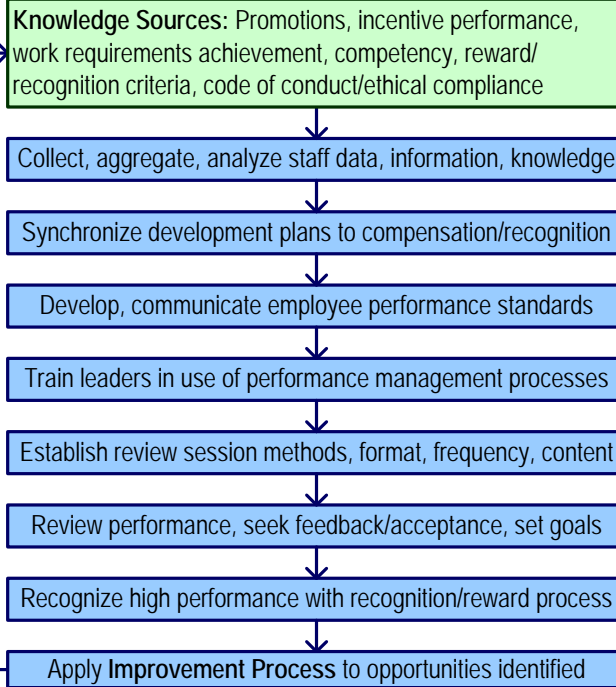 Knowledge Sources: Promotions, incentive performance,
work requirements achievement, competency, reward/
recognition criteria, code of conduct/ethical compliance
Collect, aggregate, analyze staff data, information, knowledge
Synchronize development plans to compensation/recognition
Develop, communicate employee performance standards
Train leaders in use of performance management processes
Establish review session methods, format, frequency, content
Review performance, seek feedback/acceptance, set goals
Recognize high performance with recognition/reward process
Apply Improvement Process to opportunities identified